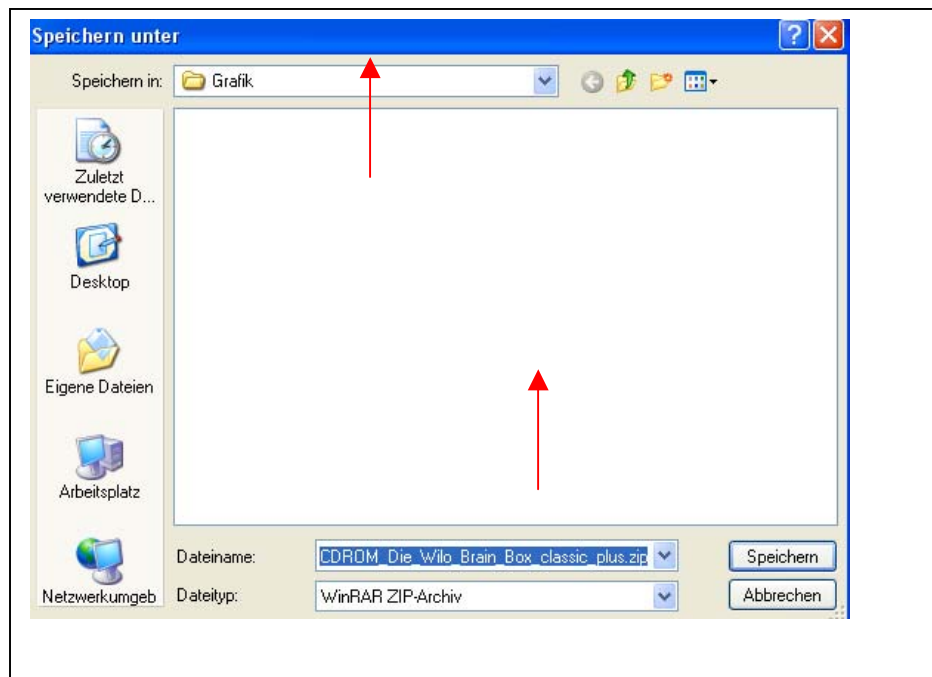 Speichern unter
Speichern in: Grafik
Zuletzt
verwendete D...
Desktop
Eigene Dateien
Arbeitsplatz
Netzwerkumgeb
Dateiname: CDROM_Die_Wilo_Brain_Box_classic_plus.zip Speichern
Dateityp: WinRAR ZIP-Archiv Abbrechen